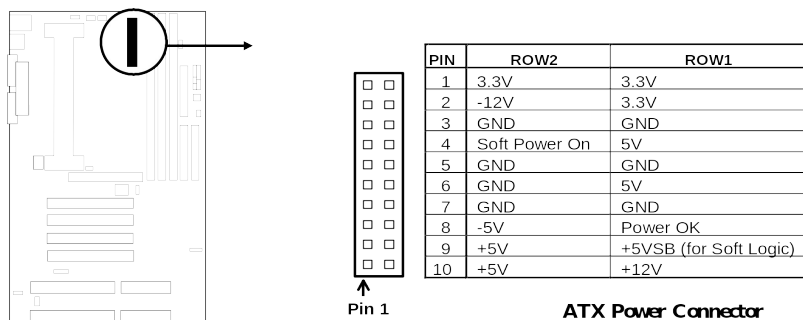 PIN ROW2 ROW1
1 3.3V 3.3V
2 -12V 3.3V
3 GND GND
4 Soft Power On 5V
5 GND GND
6 GND 5V
7 GND GND
8 -5V Power OK
9 +5V +5VSB (for Soft Logic)
10 +5V +12V
Pin 1
ATX Power Connector